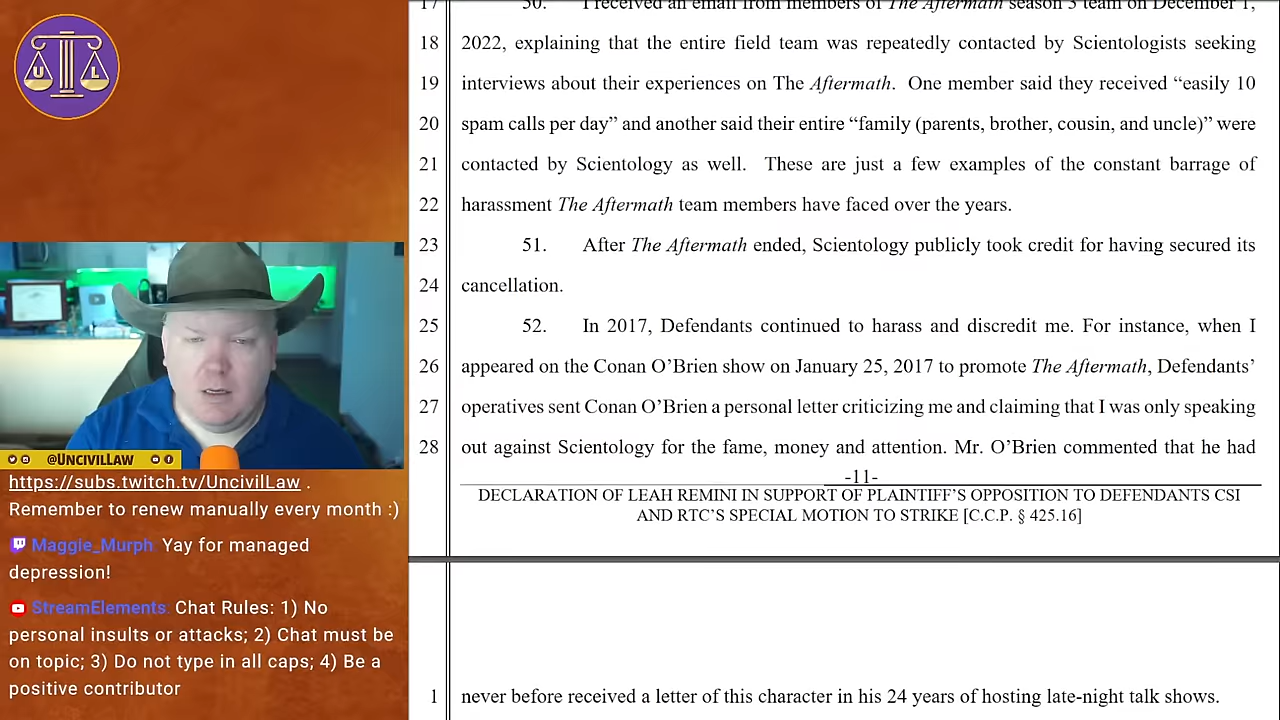 U L
@UNCIVILLAW
https://subs.twitch.tv/UncivilLaw .
Remember to renew manually every month :)
Maggie_Murph: Yay for managed
depression!
StreamElements: Chat Rules: 1) No
personal insults or attacks; 2) Chat must be
on topic; 3) Do not type in all caps; 4) Be a
positive contributor
17 50. I received an email from members of The Aftermath season 3 team on December 1,
18 2022, explaining that the entire field team was repeatedly contacted by Scientologists seeking
19 interviews about their experiences on The Aftermath. One member said they received “easily 10
20 spam calls per day” and another said their entire “family (parents, brother, cousin, and uncle)” were
21 contacted by Scientology as well. These are just a few examples of the constant barrage of
22 harassment The Aftermath team members have faced over the years.
23 51. After The Aftermath ended, Scientology publicly took credit for having secured its
24 cancellation.
25 52. In 2017, Defendants continued to harass and discredit me. For instance, when I
26 appeared on the Conan O’Brien show on January 25, 2017 to promote The Aftermath, Defendants’
27 operatives sent Conan O’Brien a personal letter criticizing me and claiming that I was only speaking
28 out against Scientology for the fame, money and attention. Mr. O’Brien commented that he had
-11-
DECLARATION OF LEAH REMINI IN SUPPORT OF PLAINTIFF’S OPPOSITION TO DEFENDANTS CSI
AND RTC’S SPECIAL MOTION TO STRIKE [C.C.P. § 425.16]
1 never before received a letter of this character in his 24 years of hosting late-night talk shows.